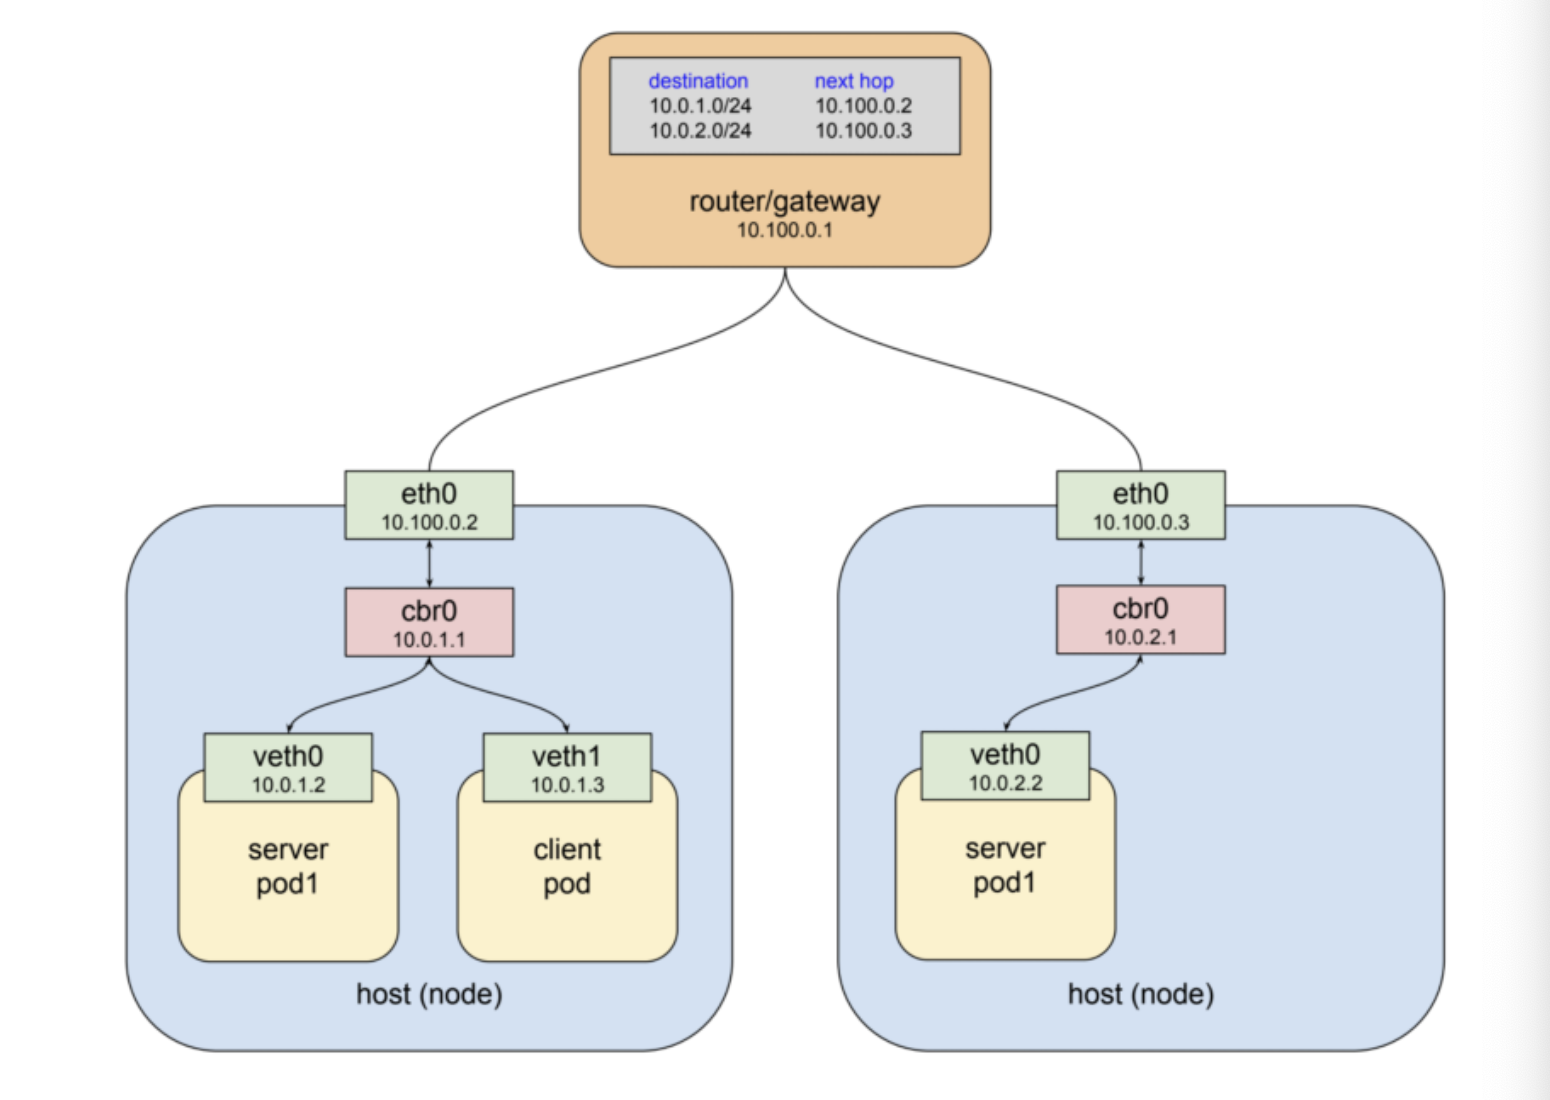 destination next hop
10.0.1.0/24 10.100.0.2
10.0.2.0/24 10.100.0.3
router/gateway
10.100.0.1
eth0
10.100.0.2
cbr0
10.0.1.1
veth0
10.0.1.2
server
pod1
veth1
10.0.1.3
client
pod
host (node)
eth0
10.100.0.3
cbr0
10.0.2.1
veth0
10.0.2.2
server
pod1
host (node)